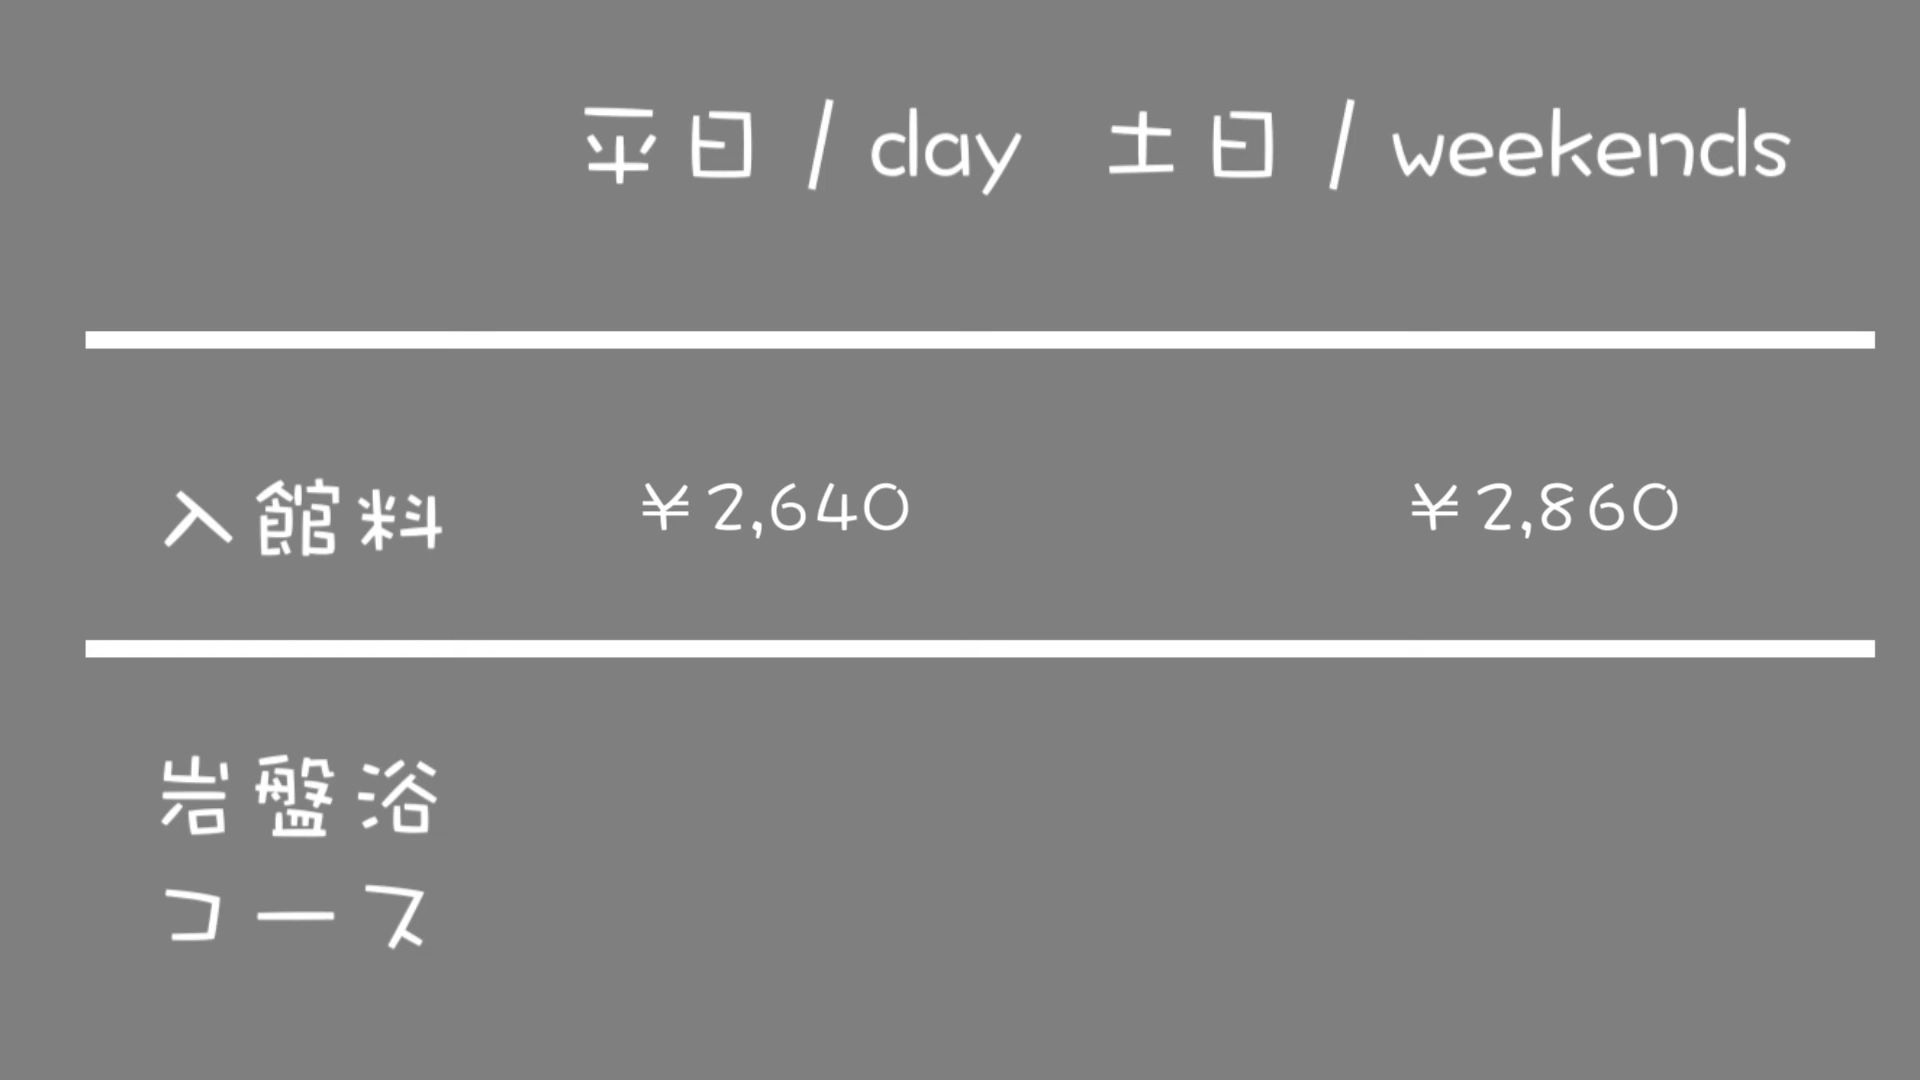 平日 / day 土日 / weekends
入館料 ¥2,640 ¥2,860
岩盤浴
コース